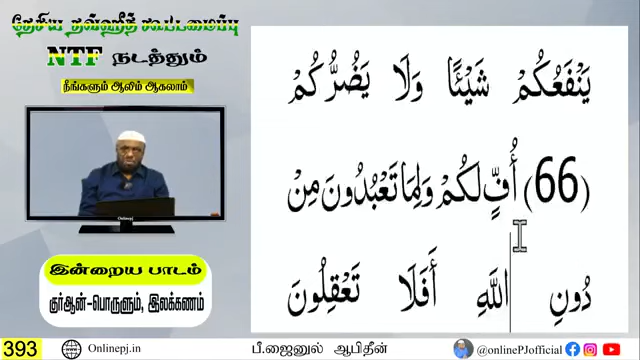 தேசிய தவ்ஹீத் கூட்டமைப்பு
NTF நடத்தும்
நீங்களும் ஆலிம் ஆகலாம்
Onlinepj
இன்றைய பாடம்
குர்ஆன்-பொருளும், இலக்கணம்
يَنْفَعُكُمْ شَيْئًا وَلَا يَضُرُّكُمْ
(66) أُفٍّ لَكُمْ وَلِمَا تَعْبُدُونَ مِنْ
دُونِ اللَّهِ أَفَلَا تَعْقِلُونَ
393 Onlinepj.in பீ.ஜைனுல் ஆபிதீன் @onlinePJofficial